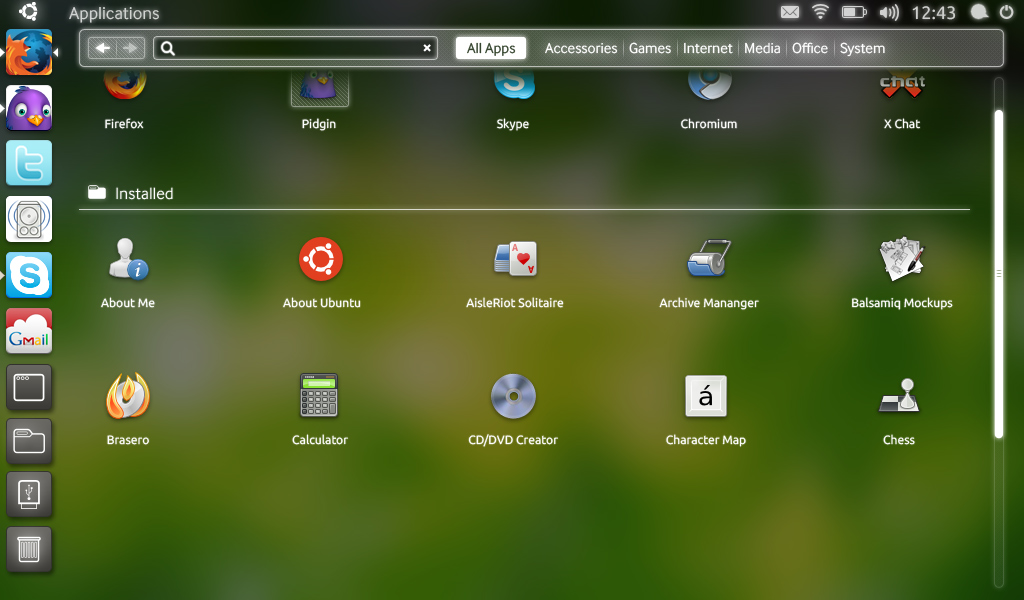 Applications 12:43
All Apps Accessories Games Internet Media Office System
chat
Firefox Pidgin Skype Chromium X Chat
Installed
About Me About Ubuntu AisleRiot Solitaire Archive Mananger Balsamiq Mockups
Brasero Calculator CD/DVD Creator Character Map Chess
t
S
GMail
A
á